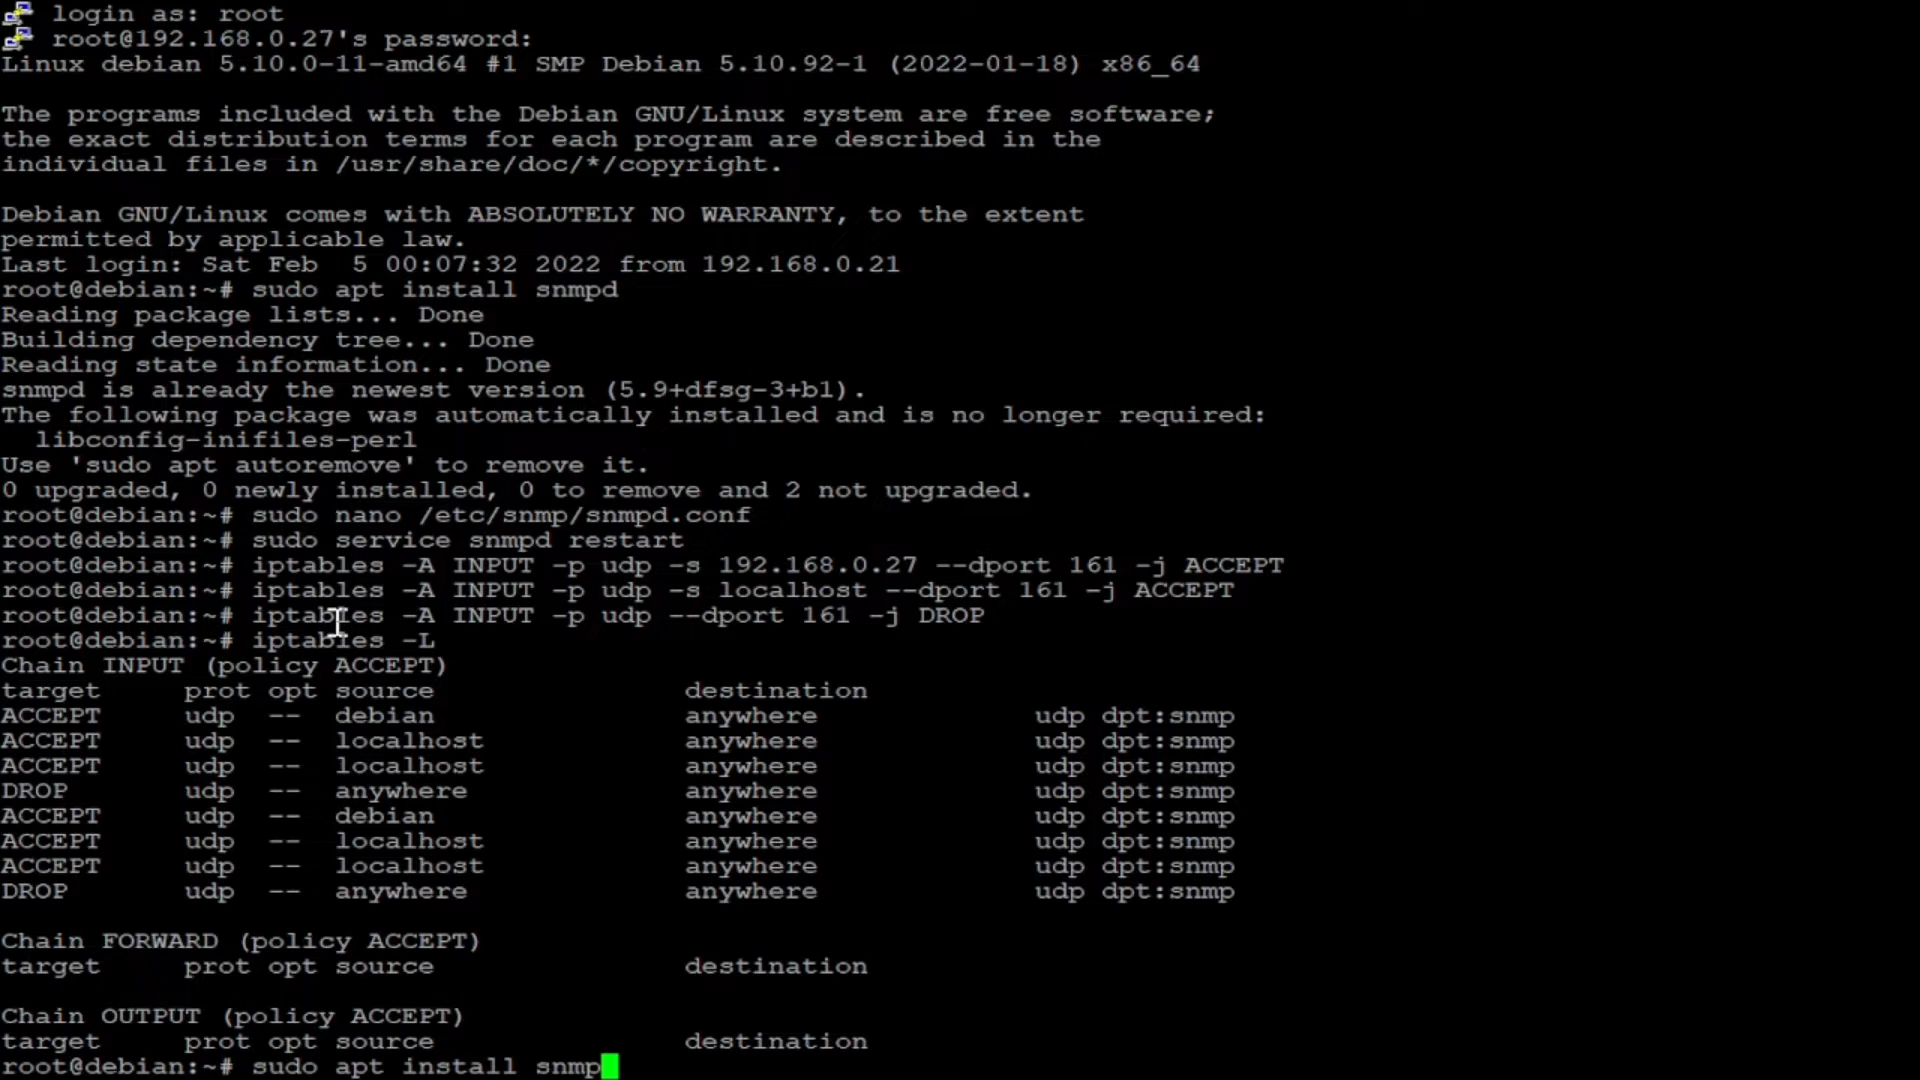 login as: root
root@192.168.0.27's password:
Linux debian 5.10.0-11-amd64 #1 SMP Debian 5.10.92-1 (2022-01-18) x86_64
The programs included with the Debian GNU/Linux system are free software;
the exact distribution terms for each program are described in the
individual files in /usr/share/doc/*/copyright.
Debian GNU/Linux comes with ABSOLUTELY NO WARRANTY, to the extent
permitted by applicable law.
Last login: Sat Feb  5 00:07:32 2022 from 192.168.0.21
root@debian:~# sudo apt install snmpd
Reading package lists... Done
Building dependency tree... Done
Reading state information... Done
snmpd is already the newest version (5.9+dfsg-3+b1).
The following package was automatically installed and is no longer required:
  libconfig-inifiles-perl
Use 'sudo apt autoremove' to remove it.
0 upgraded, 0 newly installed, 0 to remove and 2 not upgraded.
root@debian:~# sudo nano /etc/snmp/snmpd.conf
root@debian:~# sudo service snmpd restart
root@debian:~# iptables -A INPUT -p udp -s 192.168.0.27 --dport 161 -j ACCEPT
root@debian:~# iptables -A INPUT -p udp -s localhost --dport 161 -j ACCEPT
root@debian:~# iptables -A INPUT -p udp --dport 161 -j DROP
root@debian:~# iptables -L
Chain INPUT (policy ACCEPT)
target     prot opt source               destination
ACCEPT     udp  --  debian               anywhere             udp dpt:snmp
ACCEPT     udp  --  localhost            anywhere             udp dpt:snmp
ACCEPT     udp  --  localhost            anywhere             udp dpt:snmp
DROP       udp  --  anywhere             anywhere             udp dpt:snmp
ACCEPT     udp  --  debian               anywhere             udp dpt:snmp
ACCEPT     udp  --  localhost            anywhere             udp dpt:snmp
ACCEPT     udp  --  localhost            anywhere             udp dpt:snmp
DROP       udp  --  anywhere             anywhere             udp dpt:snmp
Chain FORWARD (policy ACCEPT)
target     prot opt source               destination
Chain OUTPUT (policy ACCEPT)
target     prot opt source               destination
root@debian:~# sudo apt install snmp